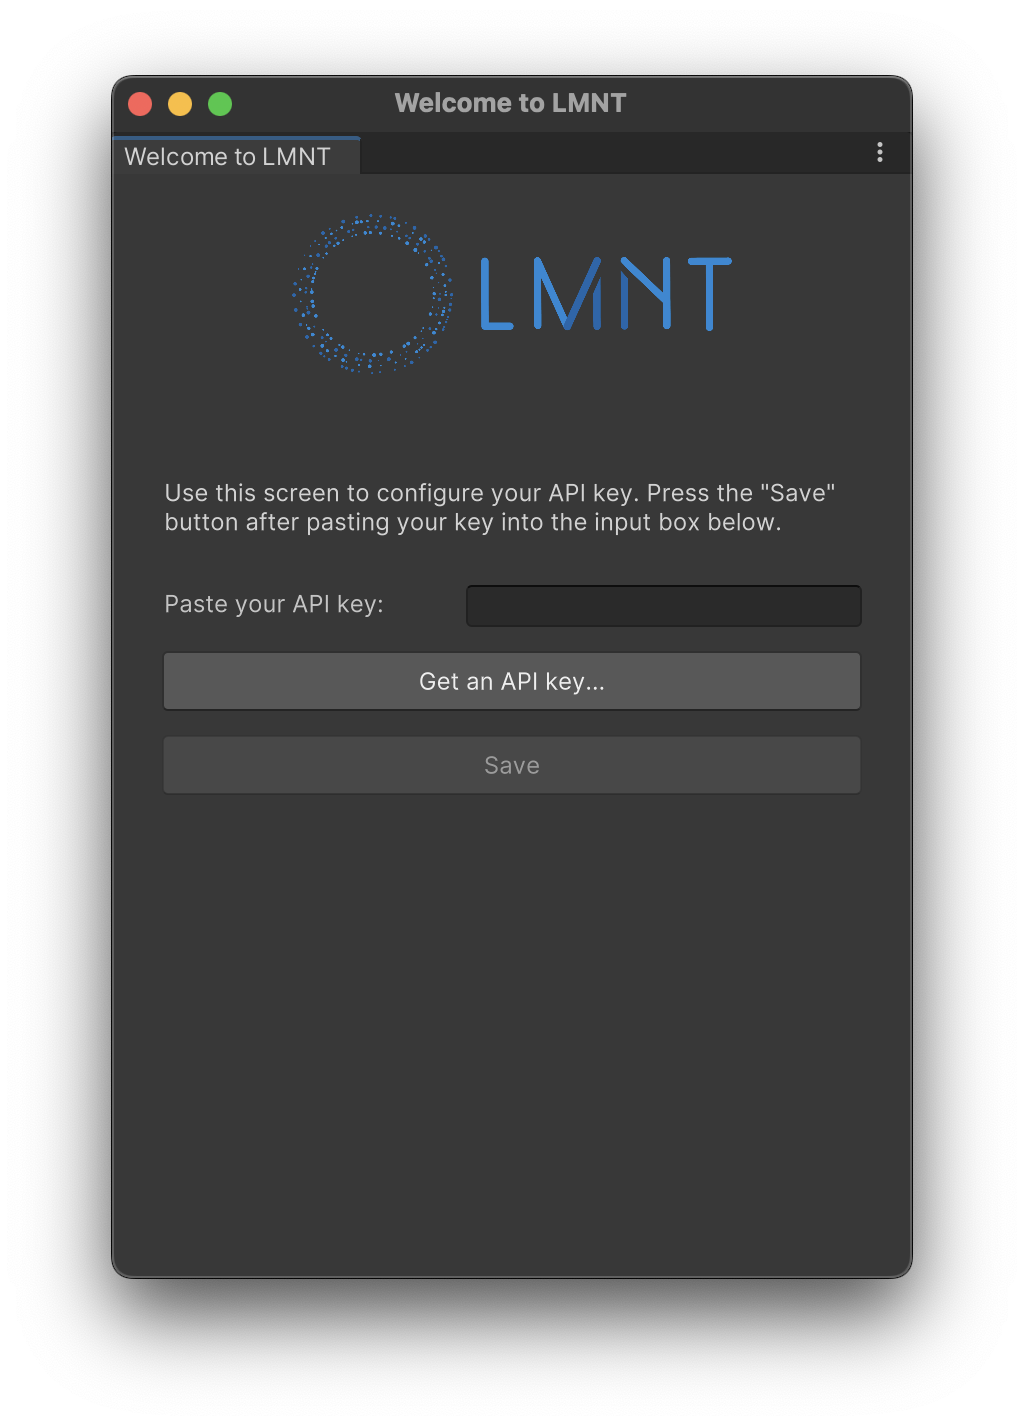 Welcome to LMNT
Welcome to LMNT
LMNT
Use this screen to configure your API key. Press the "Save"
button after pasting your key into the input box below.
Paste your API key:
Get an API key...
Save